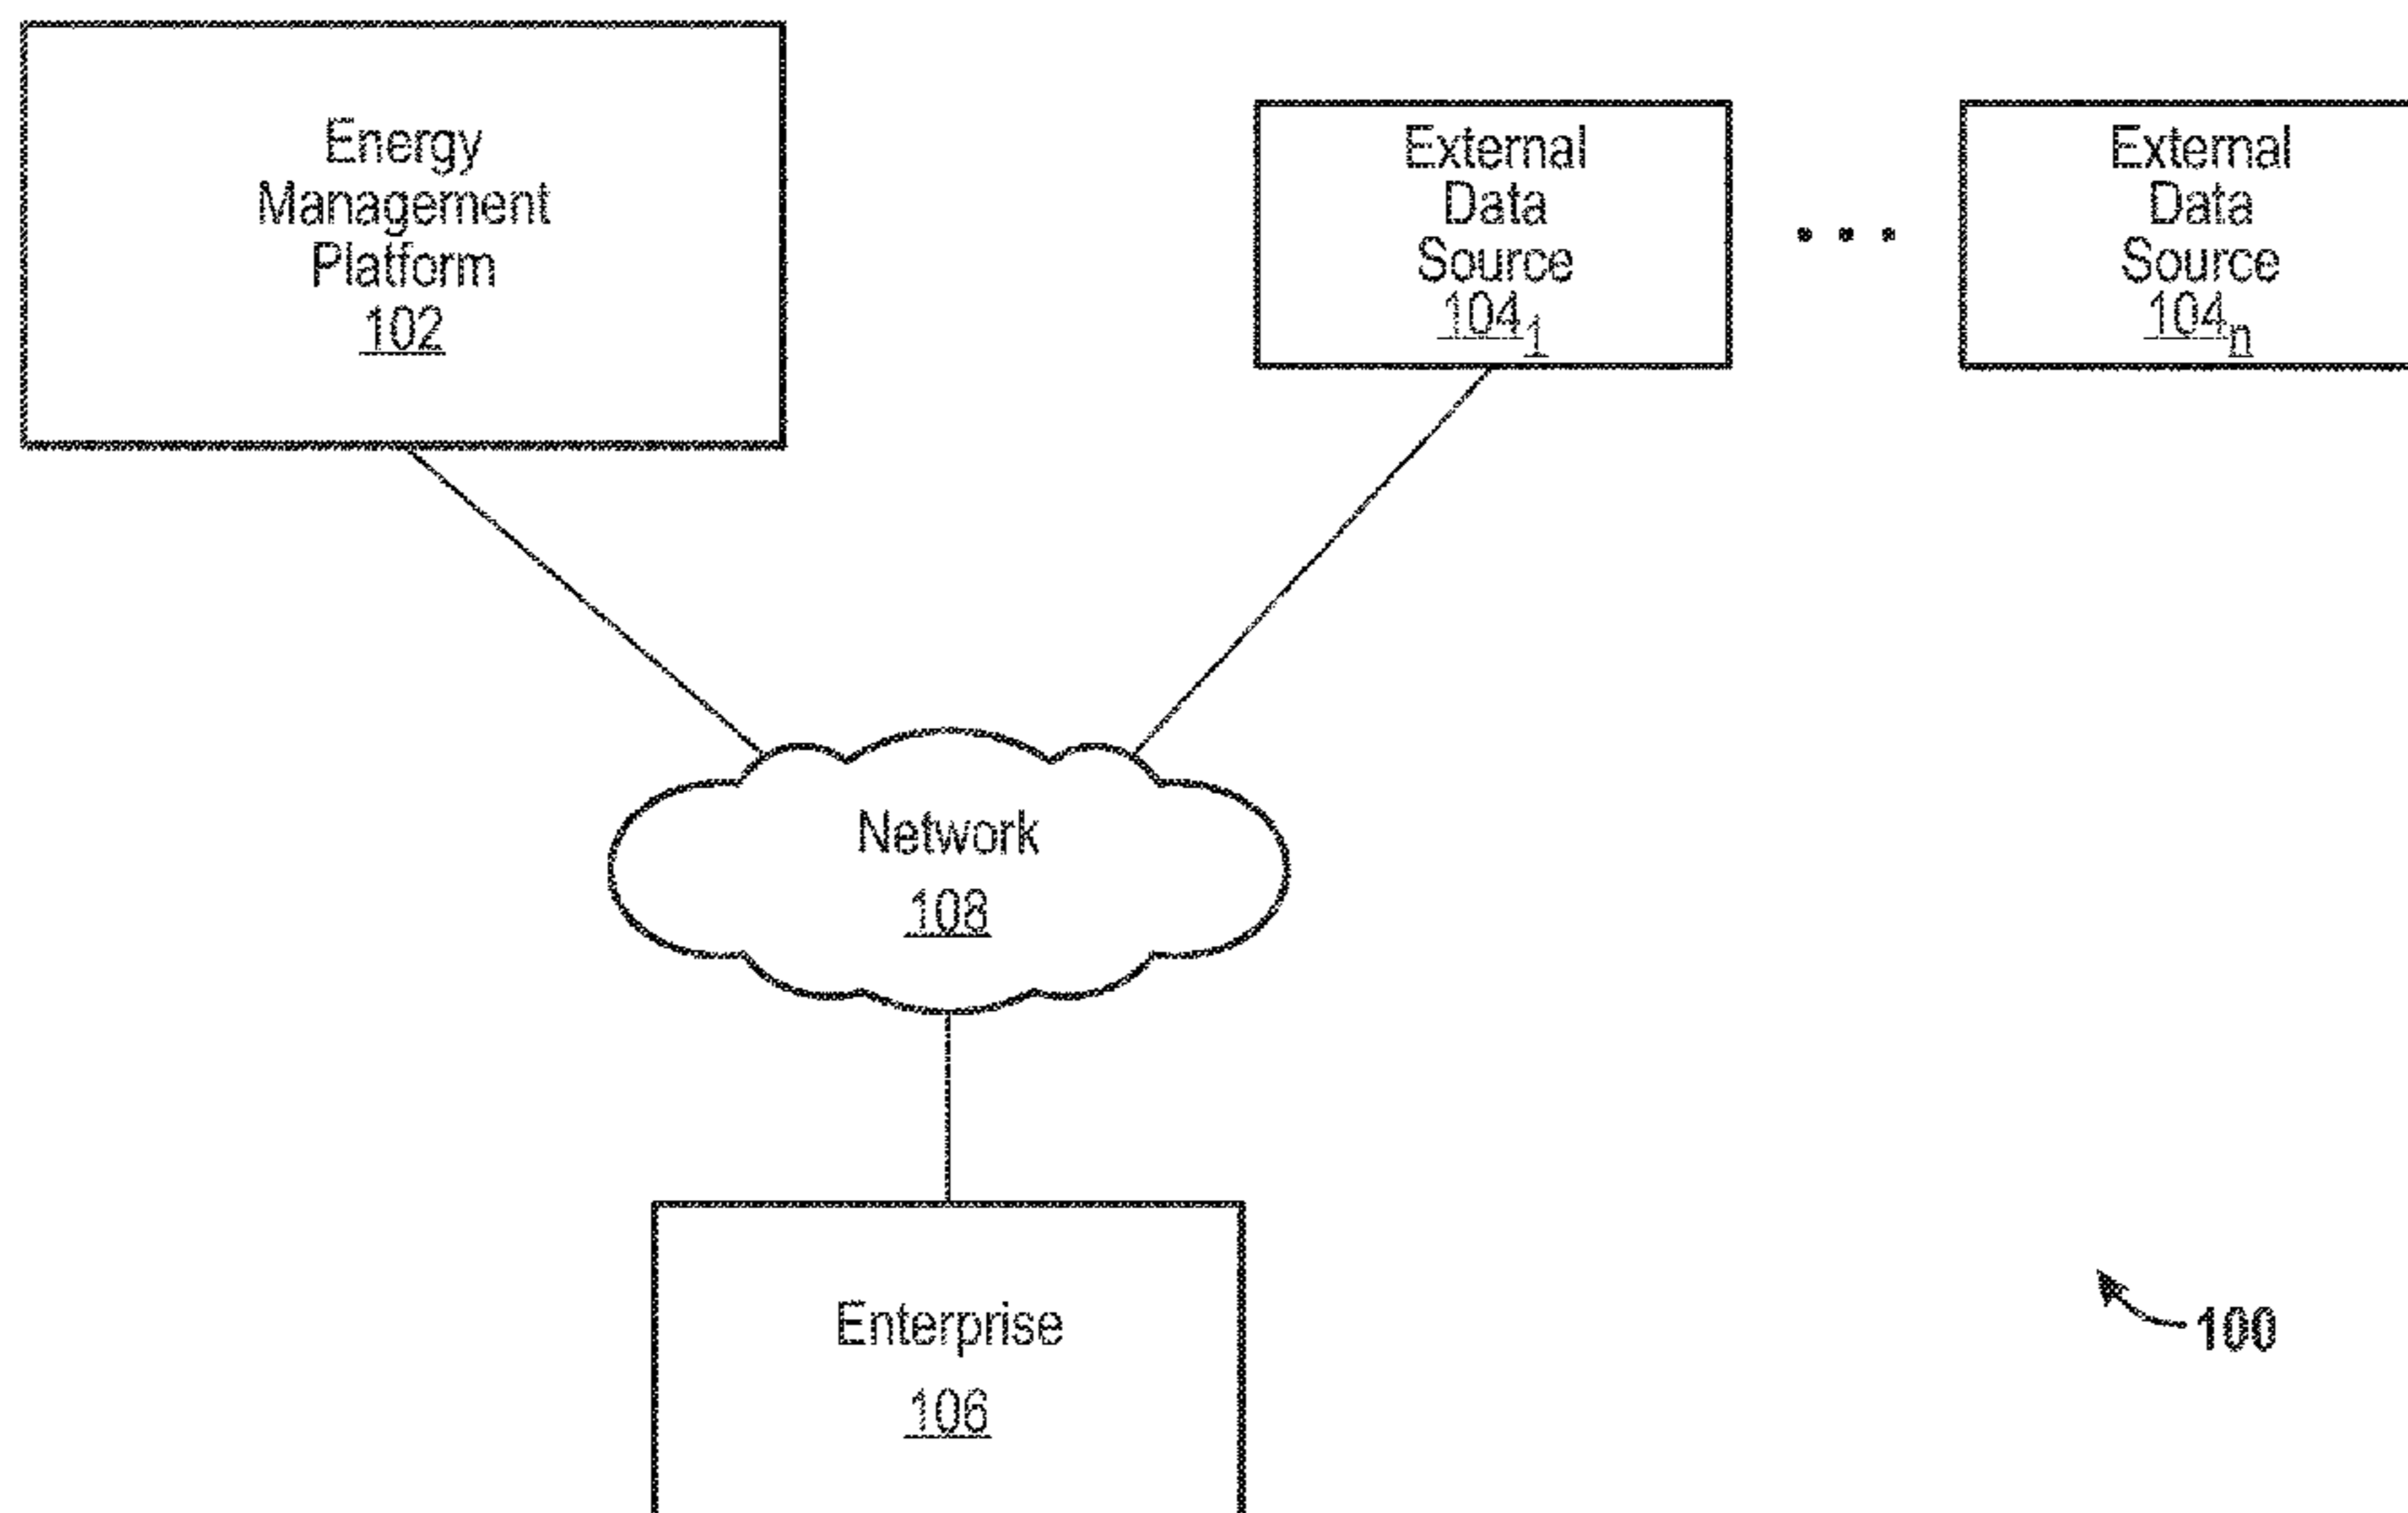 Energy
Management
Platform
102
External
Data
Source
104₁
External
Data
Source
104ₙ
Network
108
Enterprise
106
100